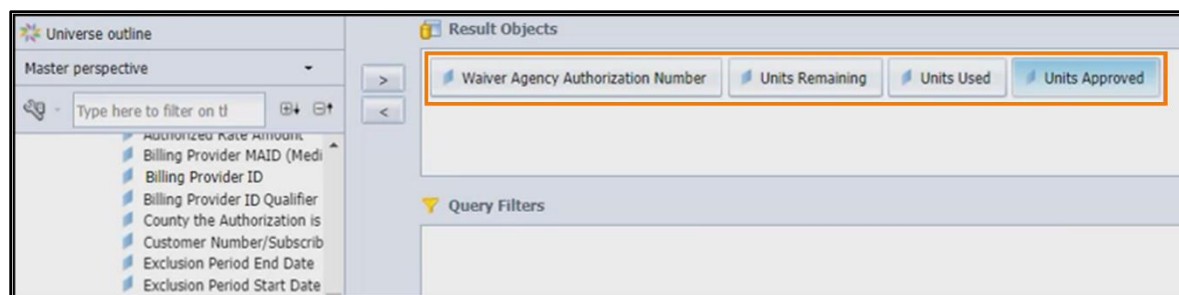 Universe outline
Master perspective
Type here to filter on tl
Authorized Rate Amount
Billing Provider MAID (Medi
Billing Provider ID
Billing Provider ID Qualifier
County the Authorization is
Customer Number/Subscrib
Exclusion Period End Date
Exclusion Period Start Date
>
<
Result Objects
Waiver Agency Authorization Number Units Remaining Units Used Units Approved
Query Filters